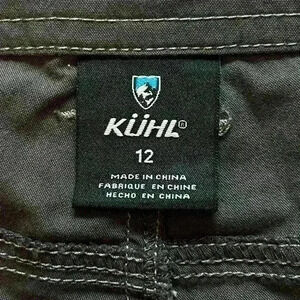 KÜHL®
12
MADE IN CHINA
FABRIQUE EN CHINE
HECHO EN CHINA